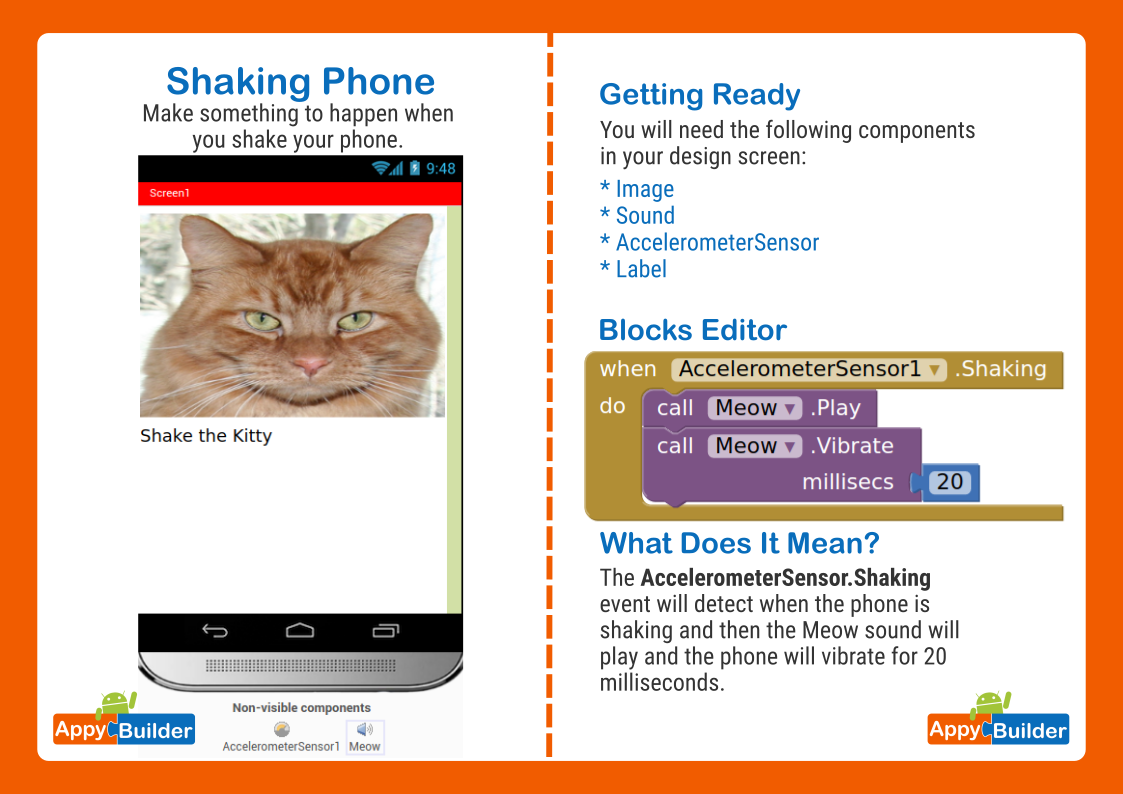 Shaking Phone
Make something to happen when
you shake your phone.
9:48
Screen1
Shake the Kitty
Non-visible components
AccelerometerSensor1 Meow
Appy Builder
Getting Ready
You will need the following components
in your design screen:
* Image
* Sound
* AccelerometerSensor
* Label
Blocks Editor
when AccelerometerSensor1 ▼ .Shaking
do call Meow ▼ .Play
call Meow ▼ .Vibrate
millisecs 20
What Does It Mean?
The AccelerometerSensor.Shaking
event will detect when the phone is
shaking and then the Meow sound will
play and the phone will vibrate for 20
milliseconds.
Appy Builder